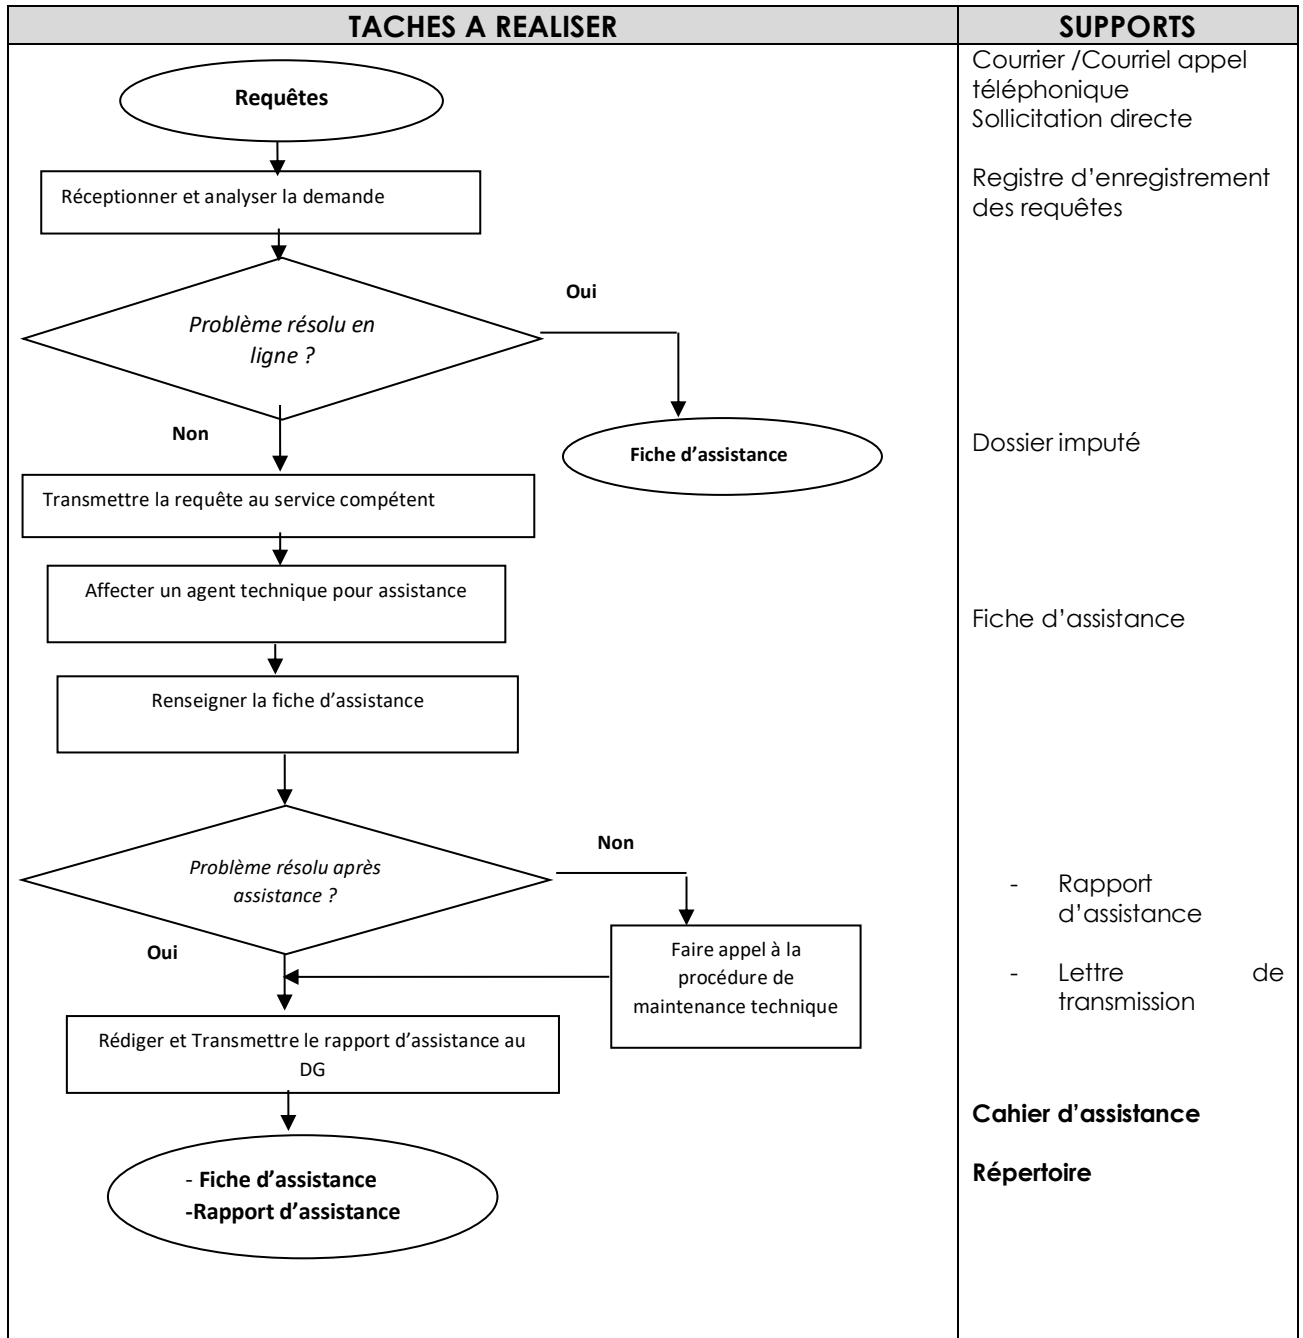 TACHES A REALISER
SUPPORTS
Requêtes
Réceptionner et analyser la demande
Problème résolu en
ligne ?
Oui
Non
Fiche d’assistance
Transmettre la requête au service compétent
Affecter un agent technique pour assistance
Renseigner la fiche d’assistance
Problème résolu après
assistance ?
Non
Oui
Faire appel à la
procédure de
maintenance technique
Rédiger et Transmettre le rapport d’assistance au
DG
- Fiche d’assistance
-Rapport d’assistance
Courrier /Courriel appel
téléphonique
Sollicitation directe
Registre d’enregistrement
des requêtes
Dossier imputé
Fiche d’assistance
- Rapport
d’assistance
- Lettre de
transmission
Cahier d’assistance
Répertoire